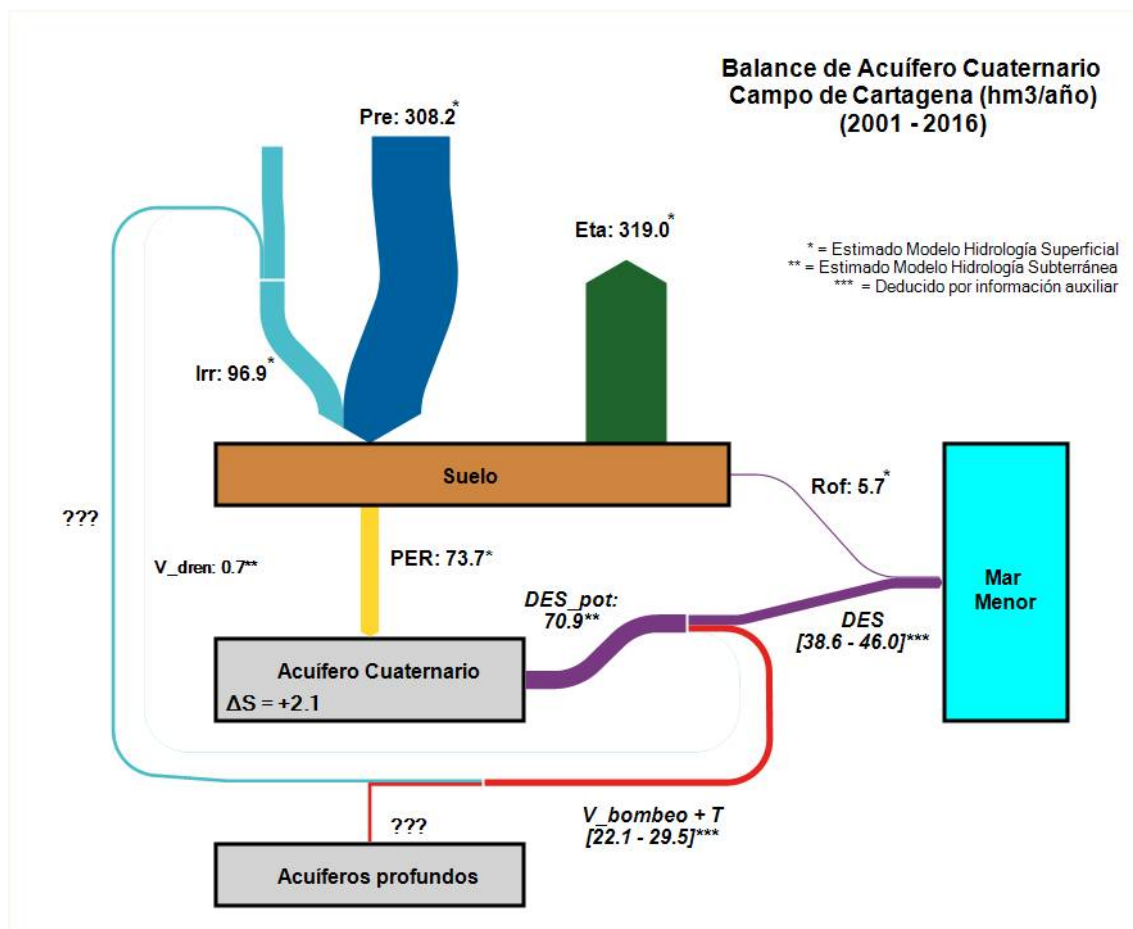 Balance de Acuífero Cuaternario
Campo de Cartagena (hm3/año)
(2001 - 2016)
Pre: 308.2*
Eta: 319.0*
* = Estimado Modelo Hidrología Superficial
** = Estimado Modelo Hidrología Subterránea
*** = Deducido por información auxiliar
Irr: 96.9*
Suelo
Rof: 5.7*
???
V_dren: 0.7**
PER: 73.7*
DES_pot:
70.9**
Mar
Menor
DES
[38.6 - 46.0]***
Acuífero Cuaternario
ΔS = +2.1
V_bombeo + T
[22.1 - 29.5]***
???
Acuíferos profundos